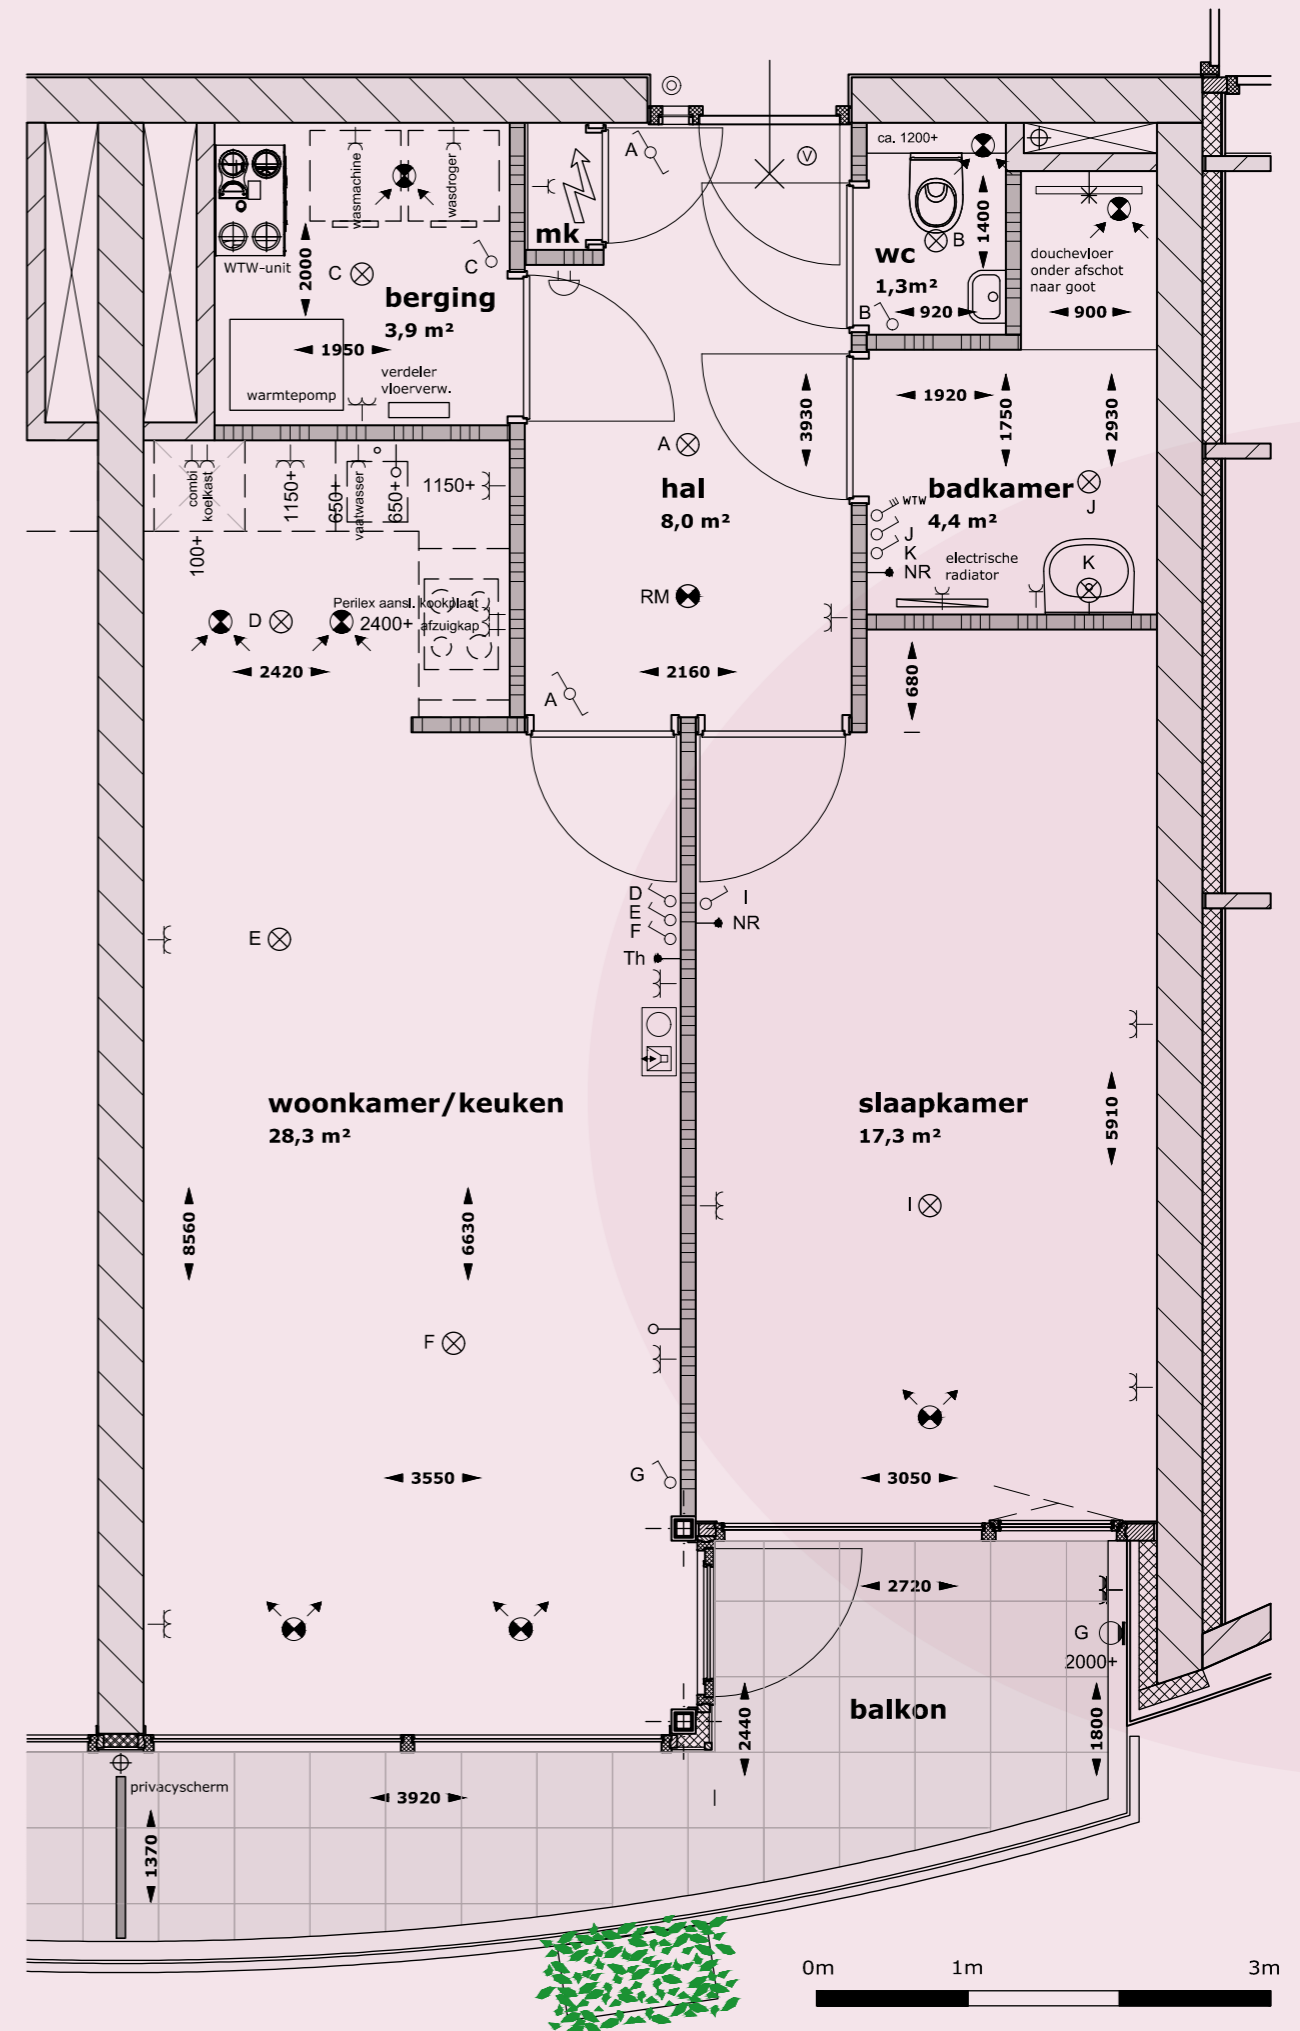 A
V
ca. 1200+
wasmachine
wasdroger
mk
WTW-unit
2000
C
C
berging
3,9 m²
1950
warmtepomp
verdeler
vloerverw.
B
1400
wc
1,3m²
B
920
douchevloer
onder afschot
naar goot
900
combi
koelkast
1150+
650+
vaatwasser
650+
1150+
100+
A
3930
hal
8,0 m²
RM
1920
1750
2930
badkamer
4,4 m²
J
WTW
J
K
NR
electrische
radiator
K
D
Perilex aansl. kookplaat
2400+ afzuigkap
2420
A
2160
680
D
E
F
Th
I
NR
E
woonkamer/keuken
28,3 m²
slaapkamer
17,3 m²
5910
8560
6630
I
F
G
3550
3050
2720
G
2000+
balkon
2440
1800
privacyscherm
3920
1370
0m
1m
3m